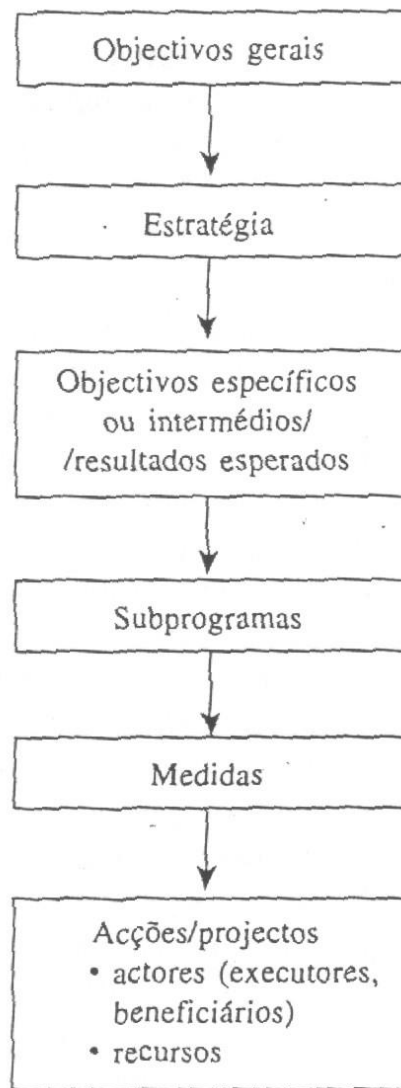 Objectivos gerais
Estratégia
Objectivos específicos
ou intermédios/
/resultados esperados
Subprogramas
Medidas
Acções/projectos
• actores (executores,
beneficiários)
• recursos